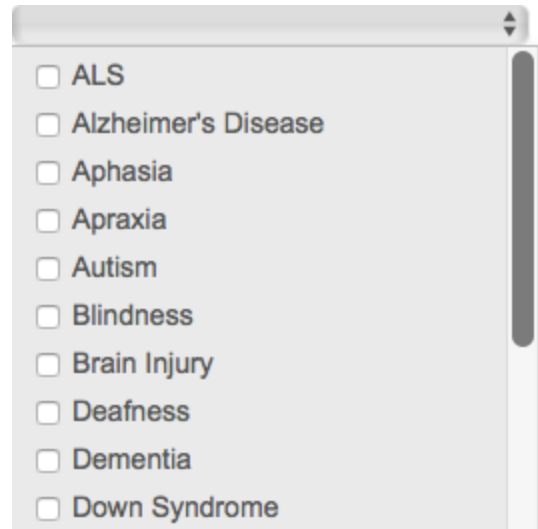 ALS
Alzheimer's Disease
Aphasia
Apraxia
Autism
Blindness
Brain Injury
Deafness
Dementia
Down Syndrome